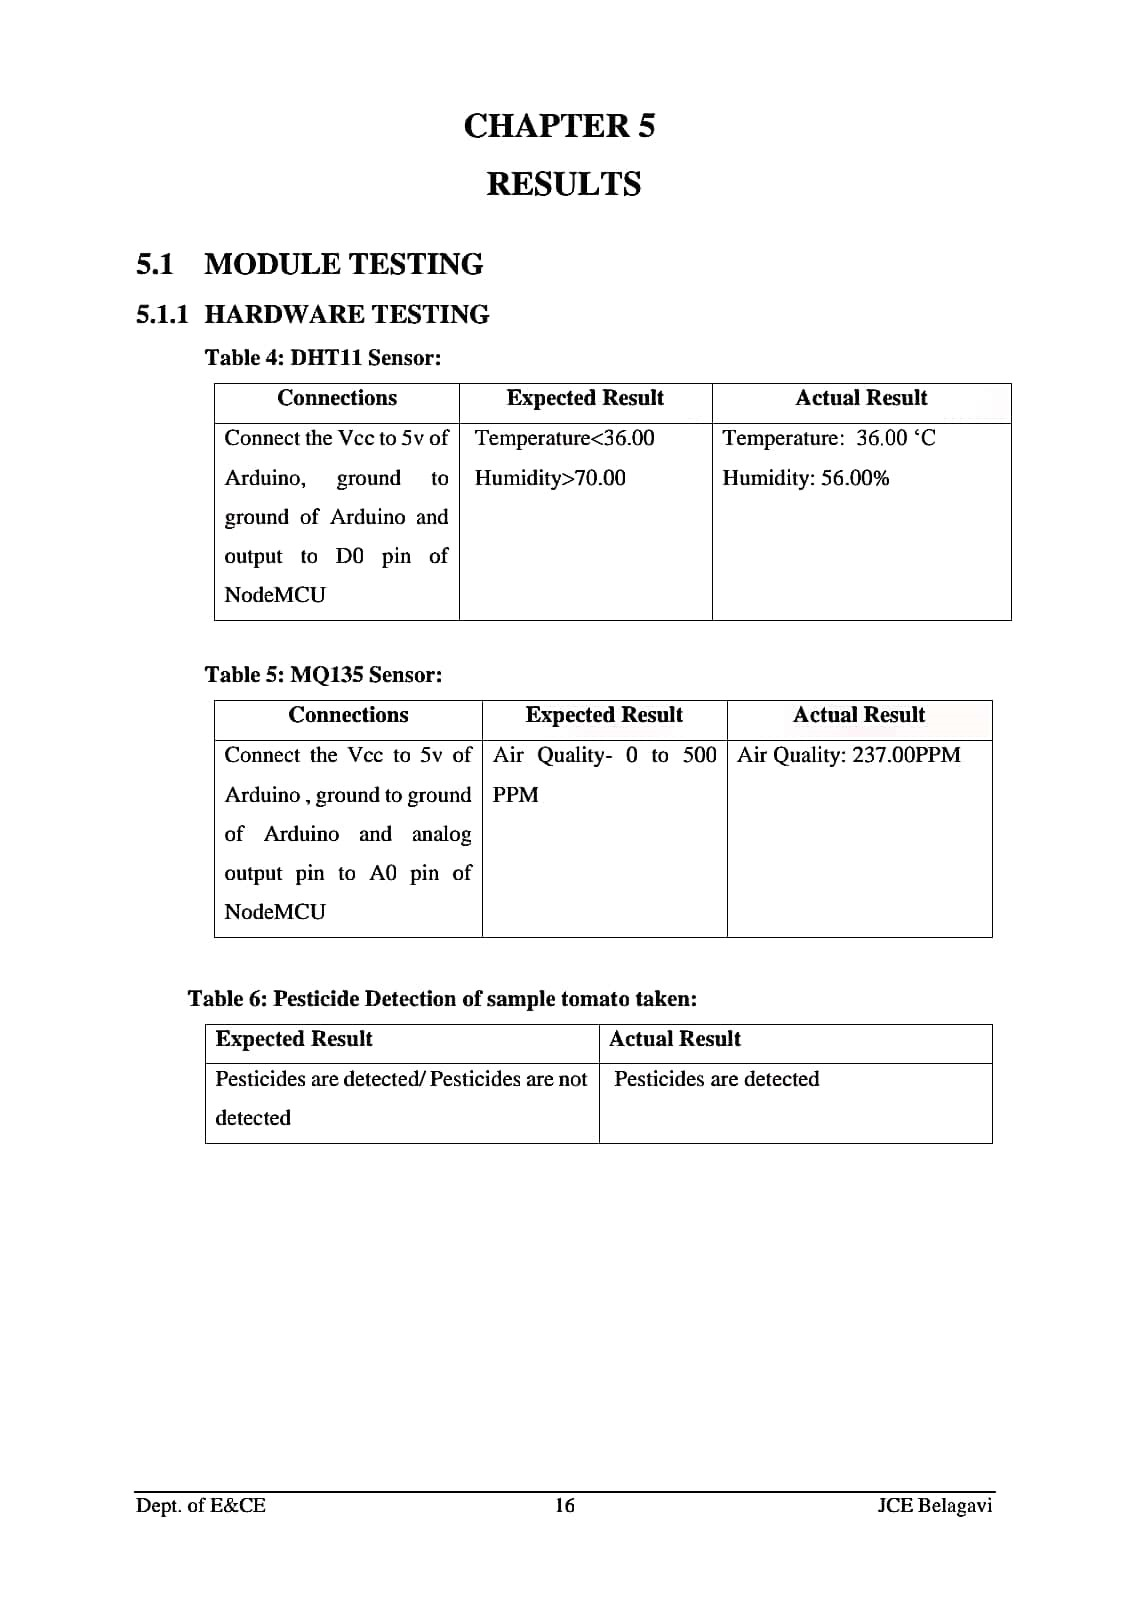 CHAPTER 5
RESULTS
5.1 MODULE TESTING
5.1.1 HARDWARE TESTING
Table 4: DHT11 Sensor:
Connections Expected Result Actual Result
Connect the Vcc to 5v of Temperature<36.00 Temperature: 36.00 ‘C
Arduino, ground to Humidity>70.00 Humidity: 56.00%
ground of Arduino and
output to D0 pin of
NodeMCU
Table 5: MQ135 Sensor:
Connections Expected Result Actual Result
Connect the Vcc to 5v of Air Quality- 0 to 500 Air Quality: 237.00PPM
Arduino , ground to ground PPM
of Arduino and analog
output pin to A0 pin of
NodeMCU
Table 6: Pesticide Detection of sample tomato taken:
Expected Result Actual Result
Pesticides are detected/ Pesticides are not Pesticides are detected
detected
Dept. of E&CE 16 JCE Belagavi